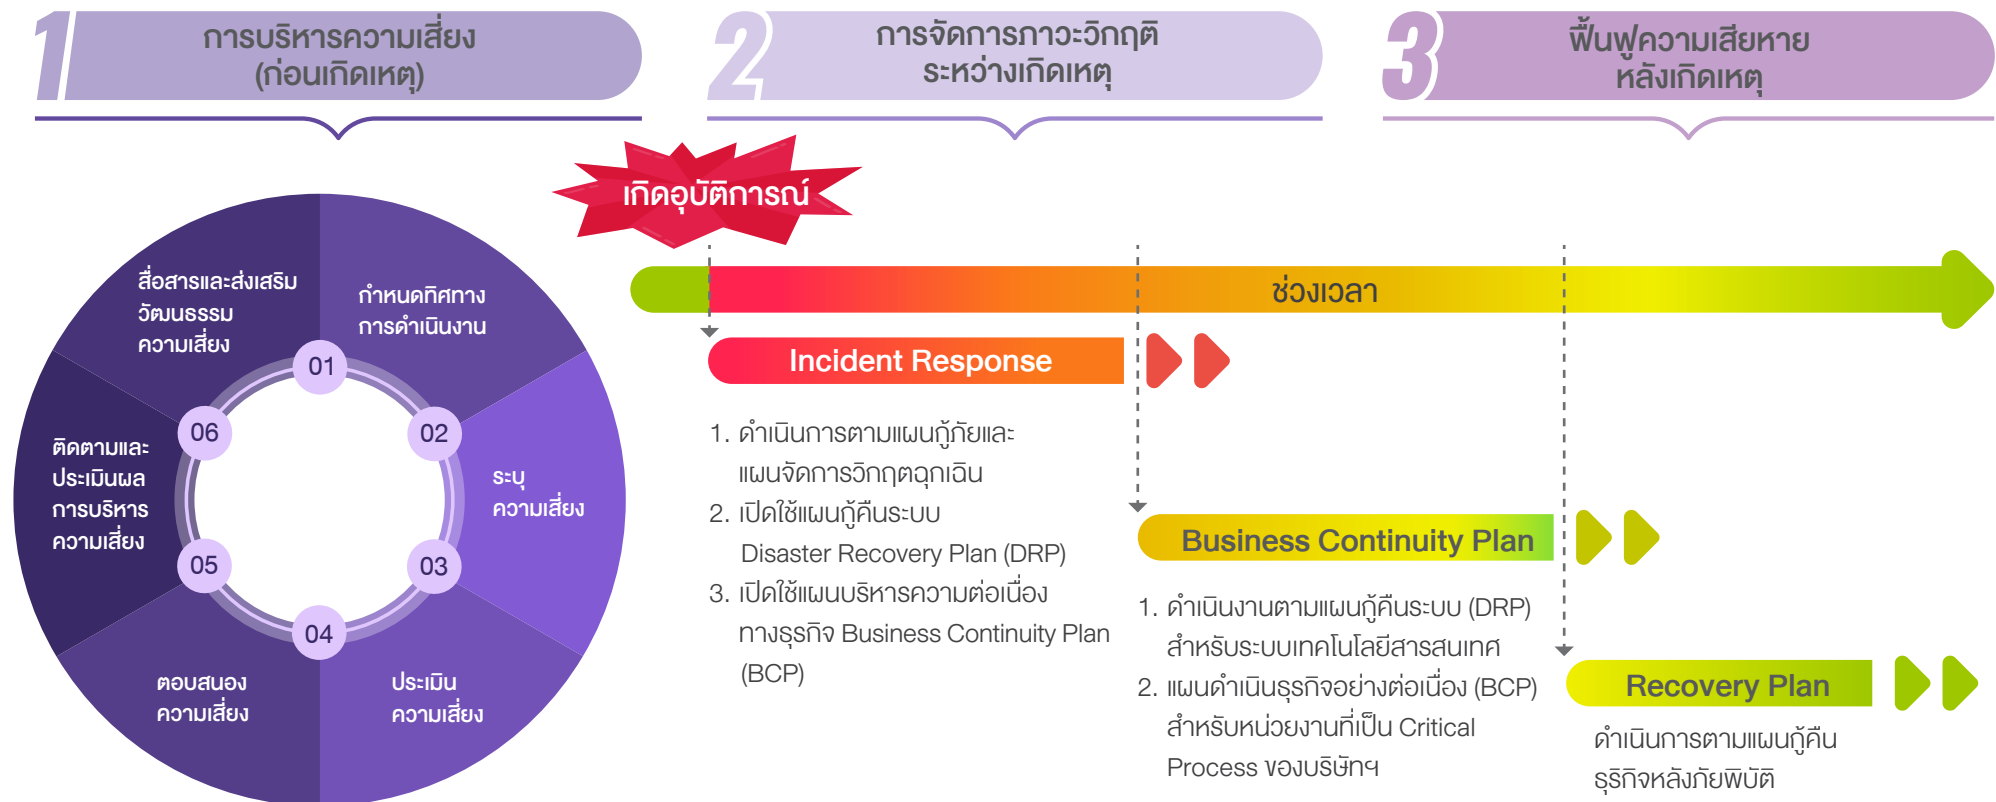 1
การบริหารความเสี่ยง
(ก่อนเกิดเหตุ)
2
การจัดการภาวะวิกฤติ
ระหว่างเกิดเหตุ
3
ฟื้นฟูความเสียหาย
หลังเกิดเหตุ
เกิดอุบัติการณ์
ช่วงเวลา
กำหนดทิศทาง
การดำเนินงาน
01
ระบุ
ความเสี่ยง
02
ประเมิน
ความเสี่ยง
03
ตอบสนอง
ความเสี่ยง
04
ติดตามและ
ประเมินผล
การบริหาร
ความเสี่ยง
05
สื่อสารและส่งเสริม
วัฒนธรรม
ความเสี่ยง
06
Incident Response
1. ดำเนินการตามแผนกู้ภัยและ
แผนจัดการวิกฤตฉุกเฉิน
2. เปิดใช้แผนกู้คืนระบบ
Disaster Recovery Plan (DRP)
3. เปิดใช้แผนบริหารความต่อเนื่อง
ทางธุรกิจ Business Continuity Plan
(BCP)
Business Continuity Plan
1. ดำเนินงานตามแผนกู้คืนระบบ (DRP)
สำหรับระบบเทคโนโลยีสารสนเทศ
2. แผนดำเนินธุรกิจอย่างต่อเนื่อง (BCP)
สำหรับหน่วยงานที่เป็น Critical
Process ของบริษัทฯ
Recovery Plan
ดำเนินการตามแผนกู้คืน
ธุริกิจหลังภัยพิบัติ